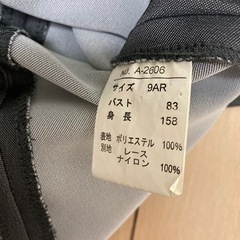 NO. A-2606
サイズ 9AR
バスト 83
身長 158
表地 ポリエステル 100%
別地 レース
ナイロン 100%